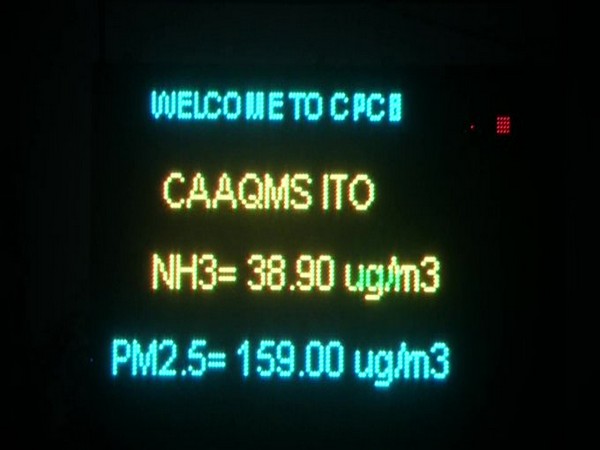 WELCOME TO CPCB
CAAQMS ITO
NH3= 38.90 ug/m3
PM2.5= 159.00 ug/m3